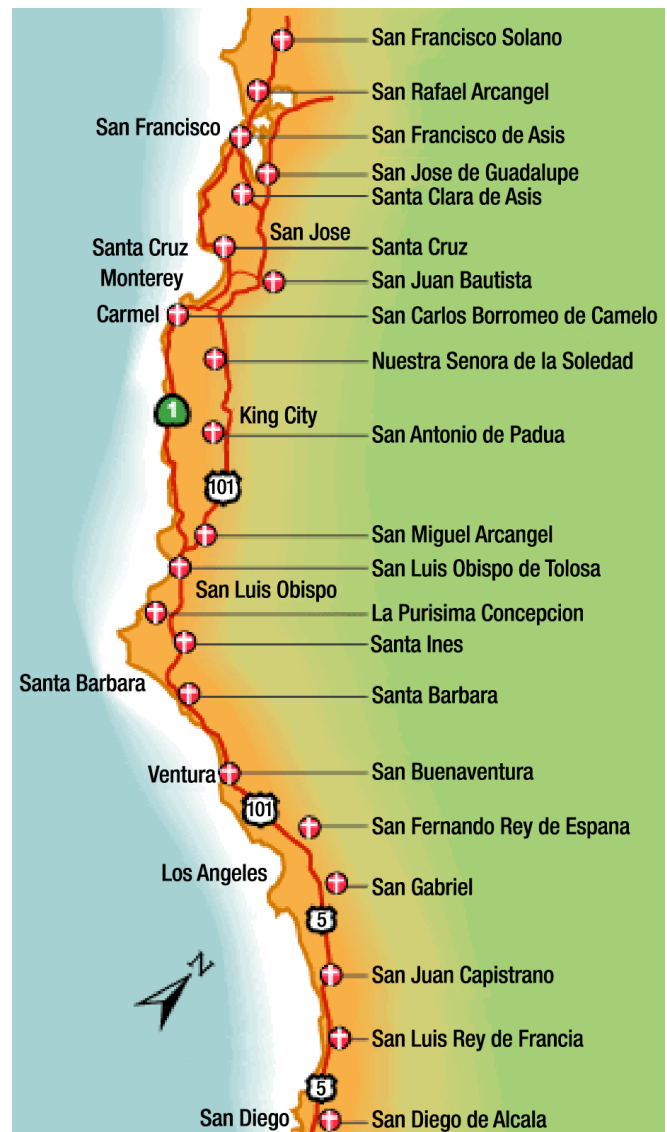 San Francisco Solano
San Rafael Arcangel
San Francisco
San Francisco de Asis
San Jose de Guadalupe
Santa Clara de Asis
San Jose
Santa Cruz
Santa Cruz
Monterey
San Juan Bautista
Carmel
San Carlos Borromeo de Camelo
Nuestra Senora de la Soledad
1
King City
San Antonio de Padua
101
San Miguel Arcangel
San Luis Obispo de Tolosa
San Luis Obispo
La Purisima Concepcion
Santa Ines
Santa Barbara
Santa Barbara
Ventura
San Buenaventura
101
San Fernando Rey de Espana
Los Angeles
San Gabriel
5
N
San Juan Capistrano
San Luis Rey de Francia
5
San Diego
San Diego de Alcala